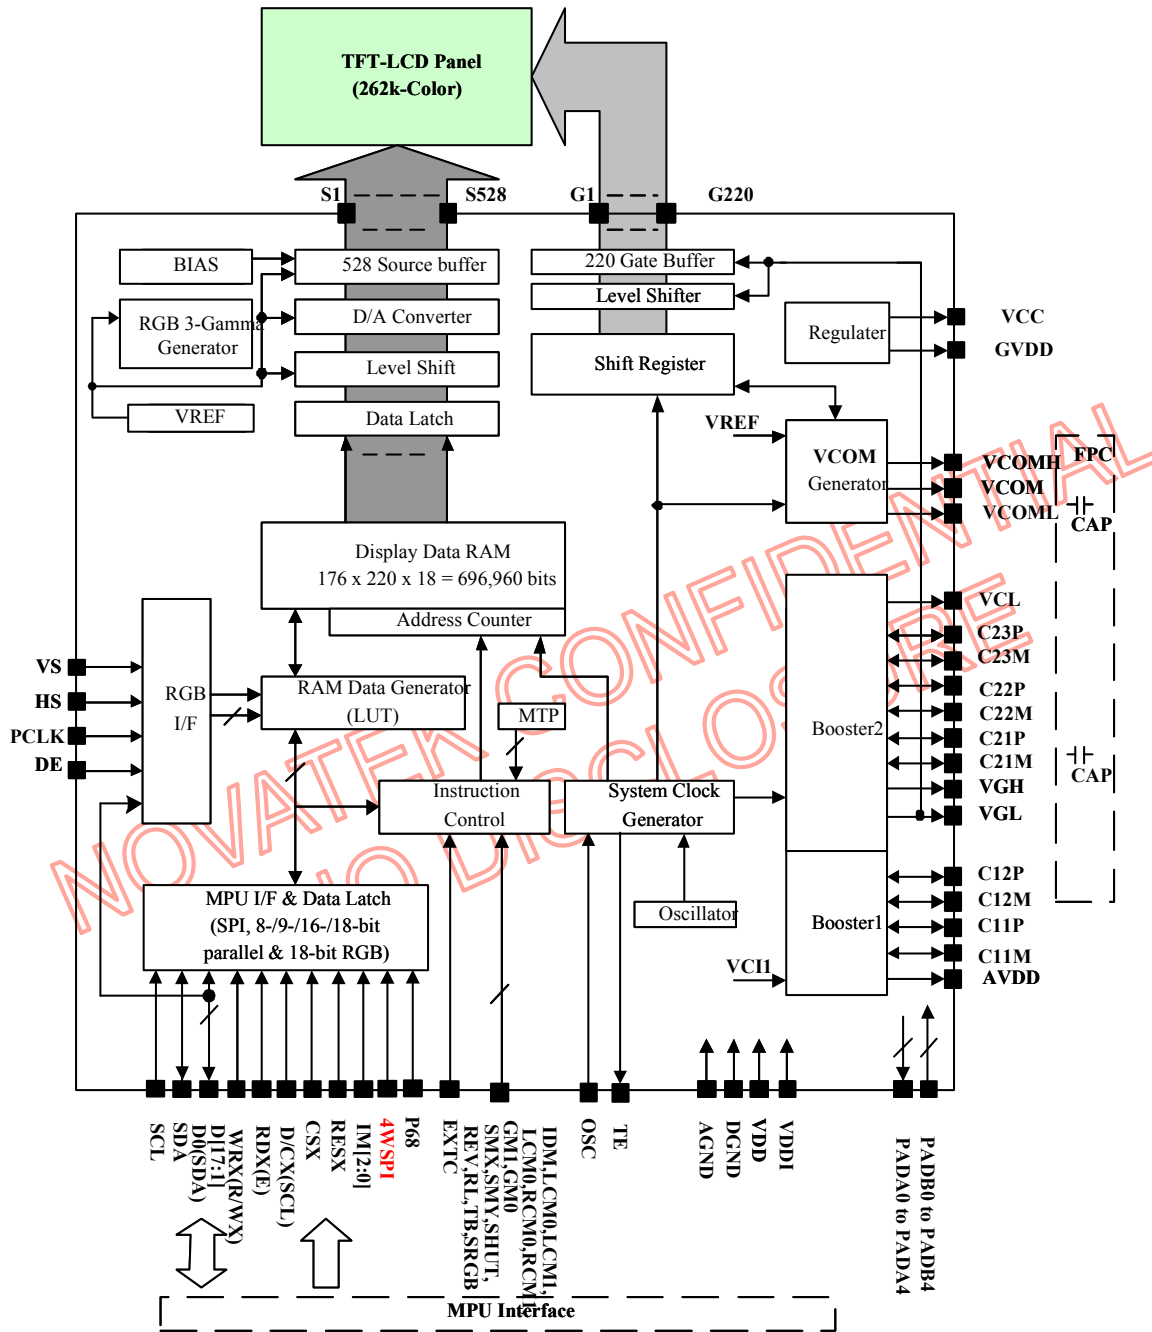 TFT-LCD Panel
(262k-Color)
S1
S528
G1
G220
BIAS
528 Source buffer
220 Gate Buffer
Level Shifter
RGB 3-Gamma
Generator
D/A Converter
Regulater
VCC
GVDD
Level Shift
Shift Register
VREF
Data Latch
VREF
VCOM
Generator
VCOMH
VCOM
VCOML
FPC
CAP
Display Data RAM
176 x 220 x 18 = 696,960 bits
Address Counter
VCL
C23P
C23M
C22P
C22M
C21P
C21M
VGH
VGL
CAP
VS
HS
PCLK
DE
RGB
I/F
RAM Data Generator
(LUT)
MTP
Booster2
Instruction
Control
System Clock
Generator
MPU I/F & Data Latch
(SPI, 8-/9-/16-/18-bit
parallel & 18-bit RGB)
Oscillator
Booster1
C12P
C12M
C11P
C11M
AVDD
VCI1
SCL
SDA
D0(SDA)
D[17:1]
WRX(R/WX)
RDX(E)
D/CX(SCL)
CSX
RESX
IM[2:0]
4WSPI
P68
EXTC
REV,RL,TB,SRGB
SMX,SMY,SHUT,
GM1,GM0
LCM0,RCM0,RCM1
IDM,LCM0,LCM1,
OSC
TE
AGND
DGND
VDD
VDDI
PADA0 to PADA4
PADB0 to PADB4
MPU Interface
NOVATEK CONFIDENTIAL
NO DISCLOSURE